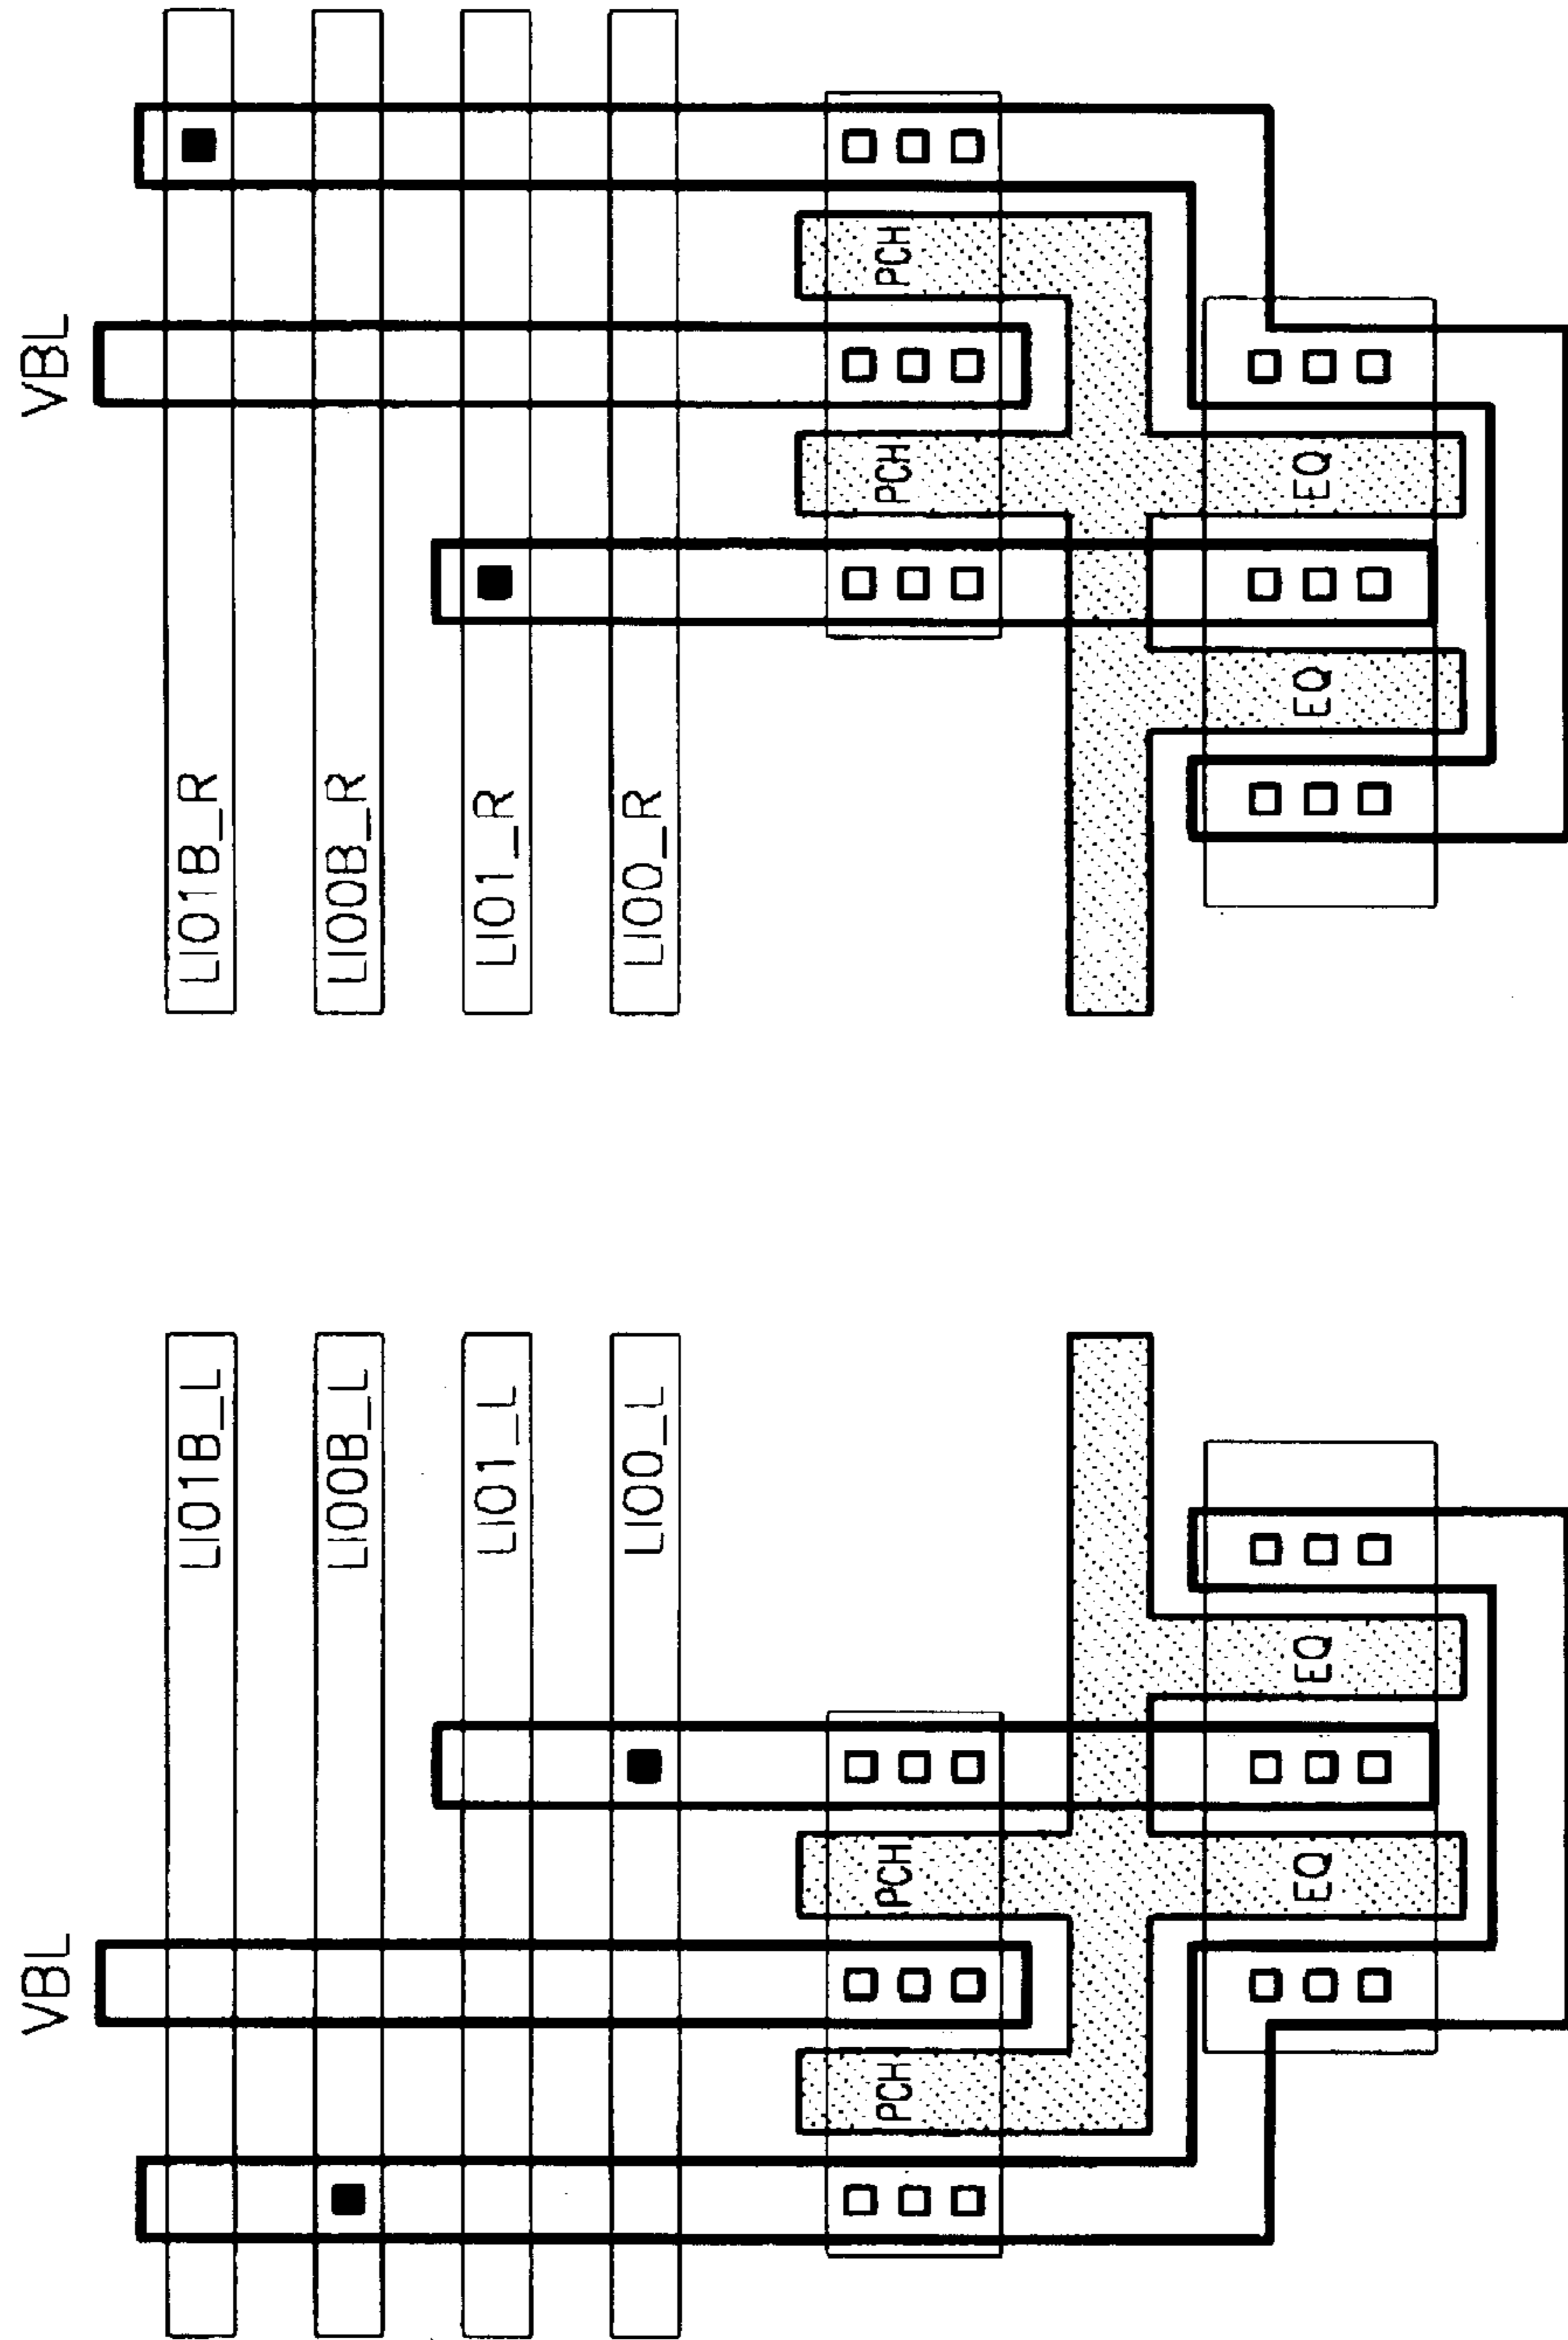 VBL
LIO1B_L
LIO0B_L
LIO1_L
LIO0_L
PCH
PCH
EQ
EQ
VBL
LIO1B_R
LIO0B_R
LIO1_R
LIO0_R
PCH
PCH
EQ
EQ